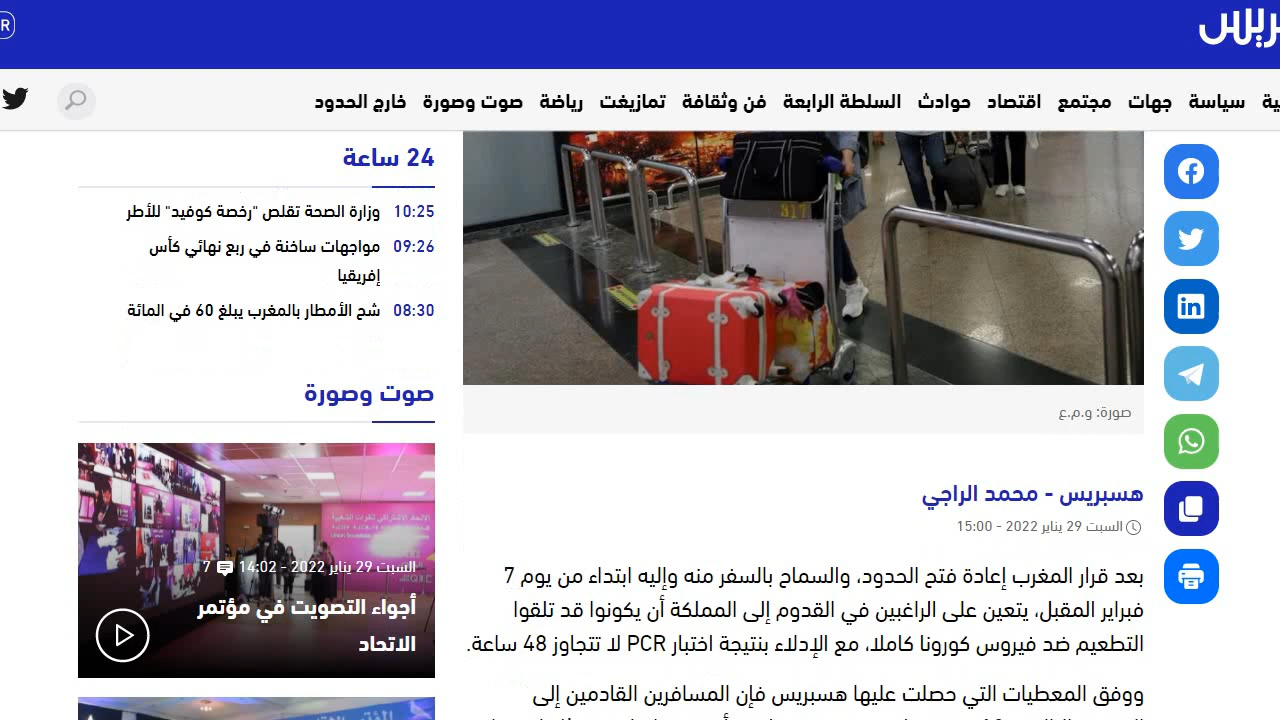 ريس
R
ية سياسة جهات مجتمع اقتصاد حوادث السلطة الرابعة فن وثقافة تمازيغت رياضة صوت وصورة خارج الحدود
817
صورة: و.م.ع
هسبريس - محمد الراجي
السبت 29 يناير 2022 - 15:00
بعد قرار المغرب إعادة فتح الحدود، والسماح بالسفر منه وإليه ابتداء من يوم 7
فبراير المقبل، يتعين على الراغبين في القدوم إلى المملكة أن يكونوا قد تلقوا
التطعيم ضد فيروس كورونا كاملا، مع الإدلاء بنتيجة اختبار PCR لا تتجاوز 48 ساعة.
ووفق المعطيات التي حصلت عليها هسبريس فإن المسافرين القادمين إلى
24 ساعة
10:25 وزارة الصحة تقلص "رخصة كوفيد" للأطر
09:26 مواجهات ساخنة في ربع نهائي كأس
إفريقيا
08:30 شح الأمطار بالمغرب يبلغ 60 في المائة
صوت وصورة
السبت 29 يناير 2022 - 14:02 7
أجواء التصويت في مؤتمر
الاتحاد